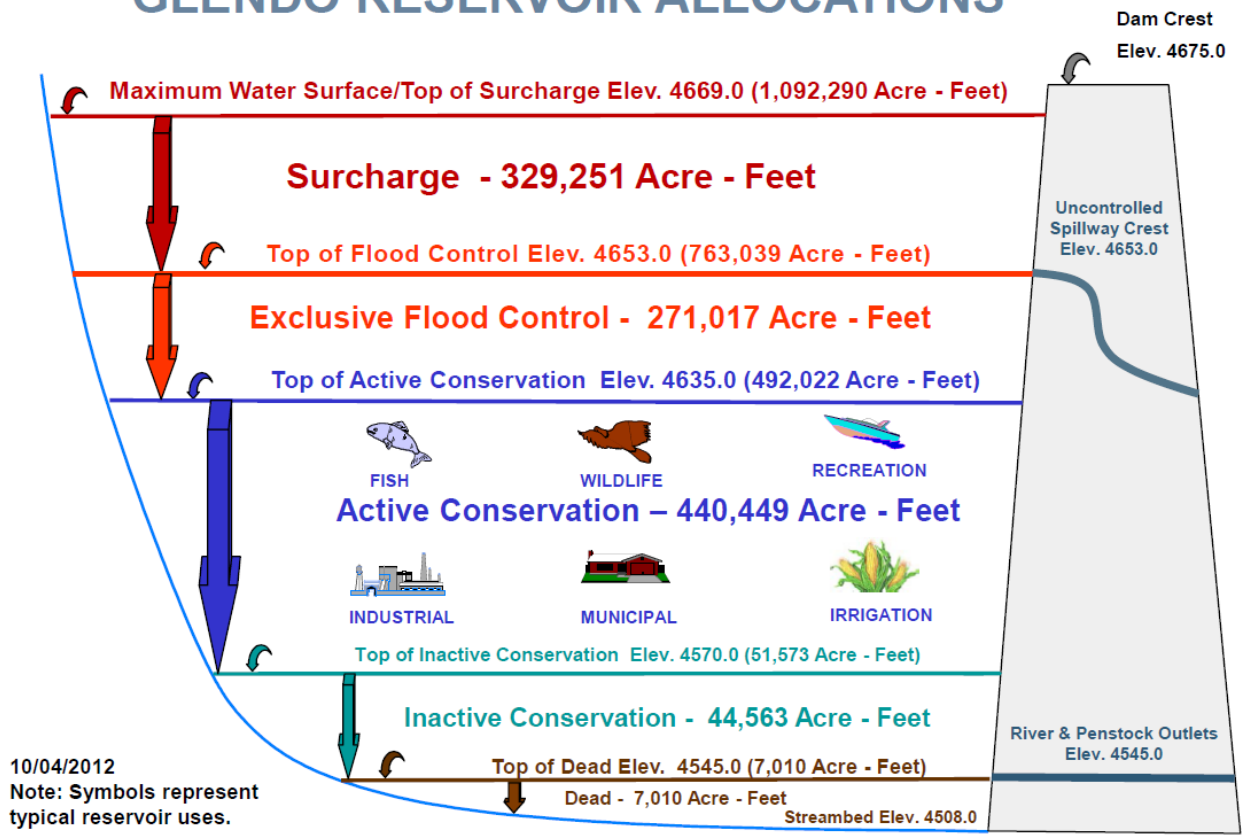 GLENDO RESERVOIR ALLOCATIONS
Dam Crest
Elev. 4675.0
Maximum Water Surface/Top of Surcharge Elev. 4669.0 (1,092,290 Acre - Feet)
Surcharge - 329,251 Acre - Feet
Uncontrolled
Spillway Crest
Elev. 4653.0
Top of Flood Control Elev. 4653.0 (763,039 Acre - Feet)
Exclusive Flood Control - 271,017 Acre - Feet
Top of Active Conservation Elev. 4635.0 (492,022 Acre - Feet)
FISH
WILDLIFE
RECREATION
Active Conservation – 440,449 Acre - Feet
INDUSTRIAL
MUNICIPAL
IRRIGATION
Top of Inactive Conservation Elev. 4570.0 (51,573 Acre - Feet)
Inactive Conservation - 44,563 Acre - Feet
River & Penstock Outlets
Elev. 4545.0
Top of Dead Elev. 4545.0 (7,010 Acre - Feet)
Dead - 7,010 Acre - Feet
Streambed Elev. 4508.0
10/04/2012
Note: Symbols represent
typical reservoir uses.